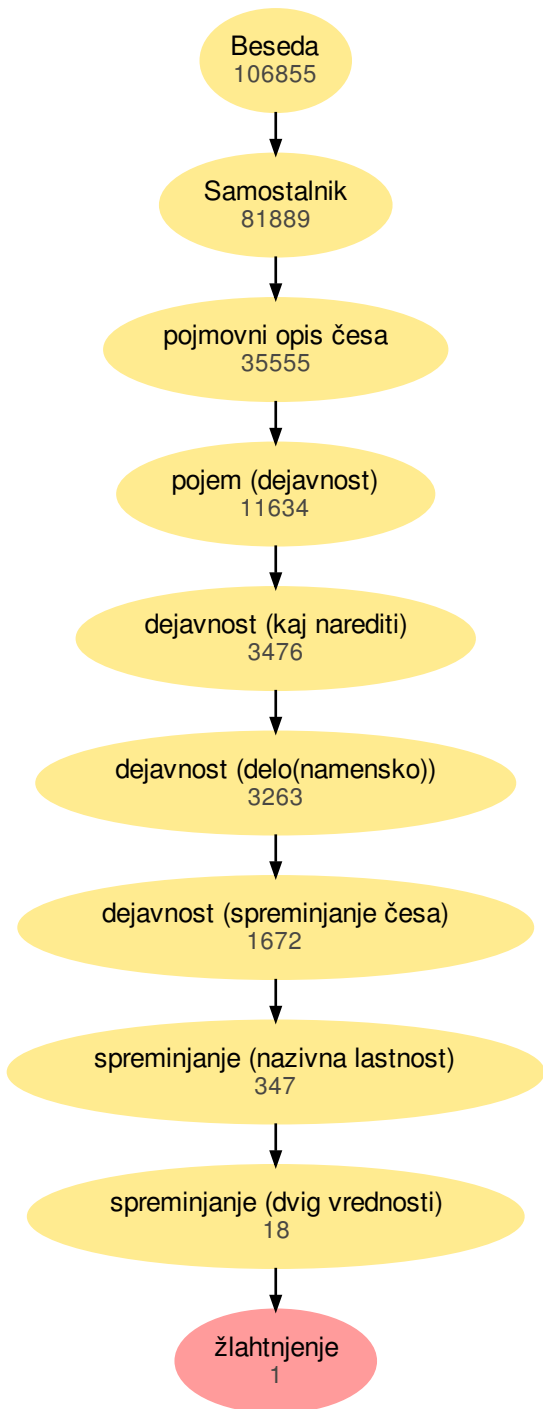 Beseda
106855
Samostalnik
81889
pojmovni opis česa
35555
pojem (dejavnost)
11634
dejavnost (kaj narediti)
3476
dejavnost (delo(namensko))
3263
dejavnost (spreminjanje česa)
1672
spreminjanje (nazivna lastnost)
347
spreminjanje (dvig vrednosti)
18
žlahtnjenje
1